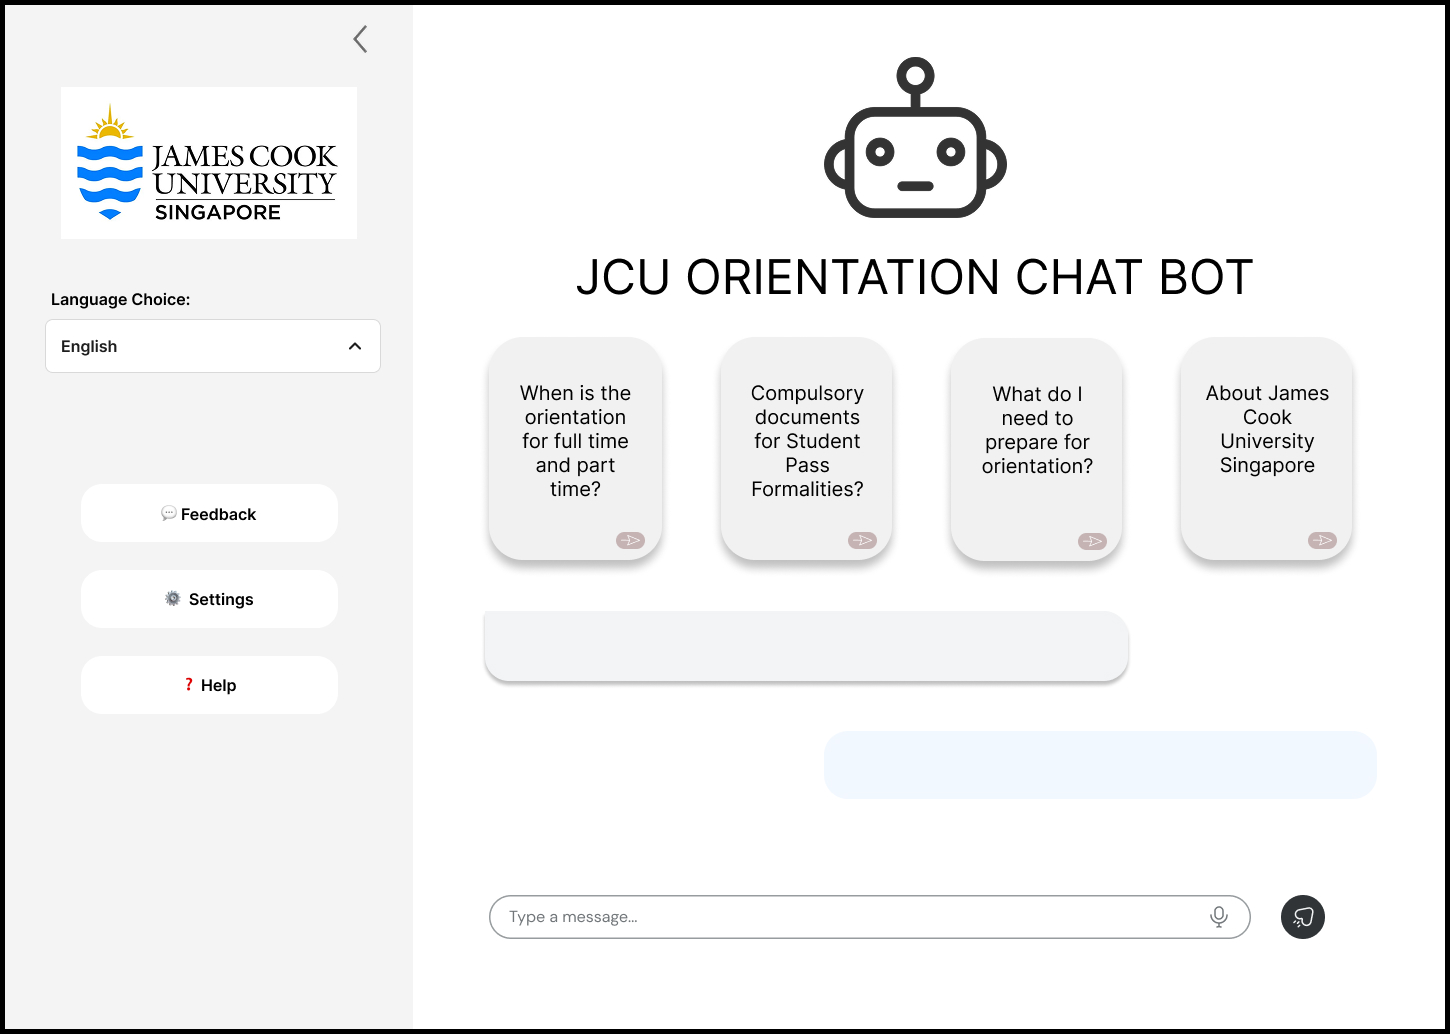 JAMES COOK
UNIVERSITY
SINGAPORE
Language Choice:
English
Feedback
Settings
Help
JCU ORIENTATION CHAT BOT
When is the
orientation
for full time
and part
time?
Compulsory
documents
for Student
Pass
Formalities?
What do I
need to
prepare for
orientation?
About James
Cook
University
Singapore
Type a message...